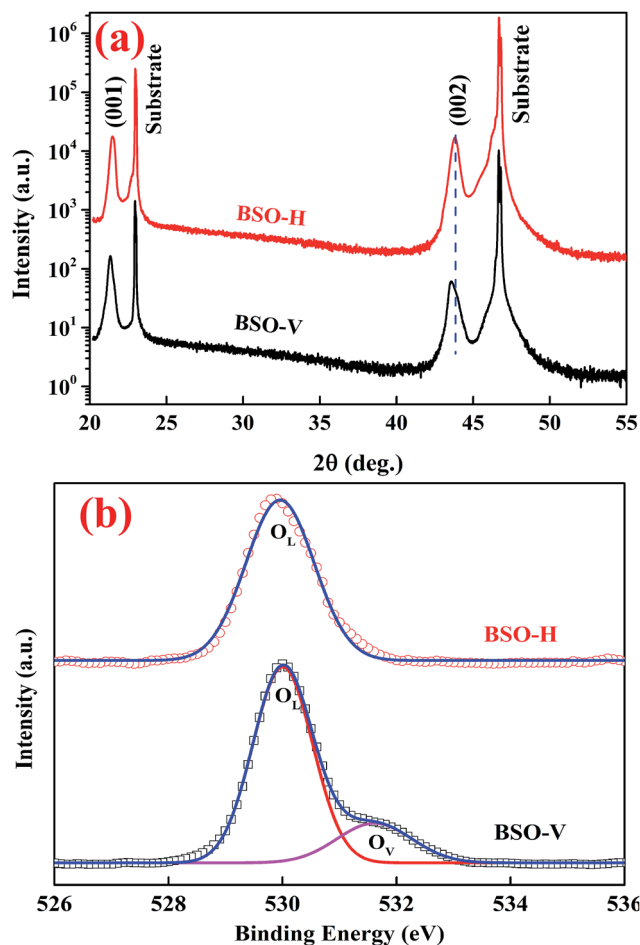 (a)
(001)
Substrate
(002)
Substrate
BSO-H
BSO-V
Intensity (a.u.)
10^6
10^5
10^4
10^3
10^2
10^1
10^0
20 25 30 35 40 45 50 55
2θ (deg.)
(b)
O_L
BSO-H
O_L
O_V
BSO-V
Intensity (a.u.)
526 528 530 532 534 536
Binding Energy (eV)